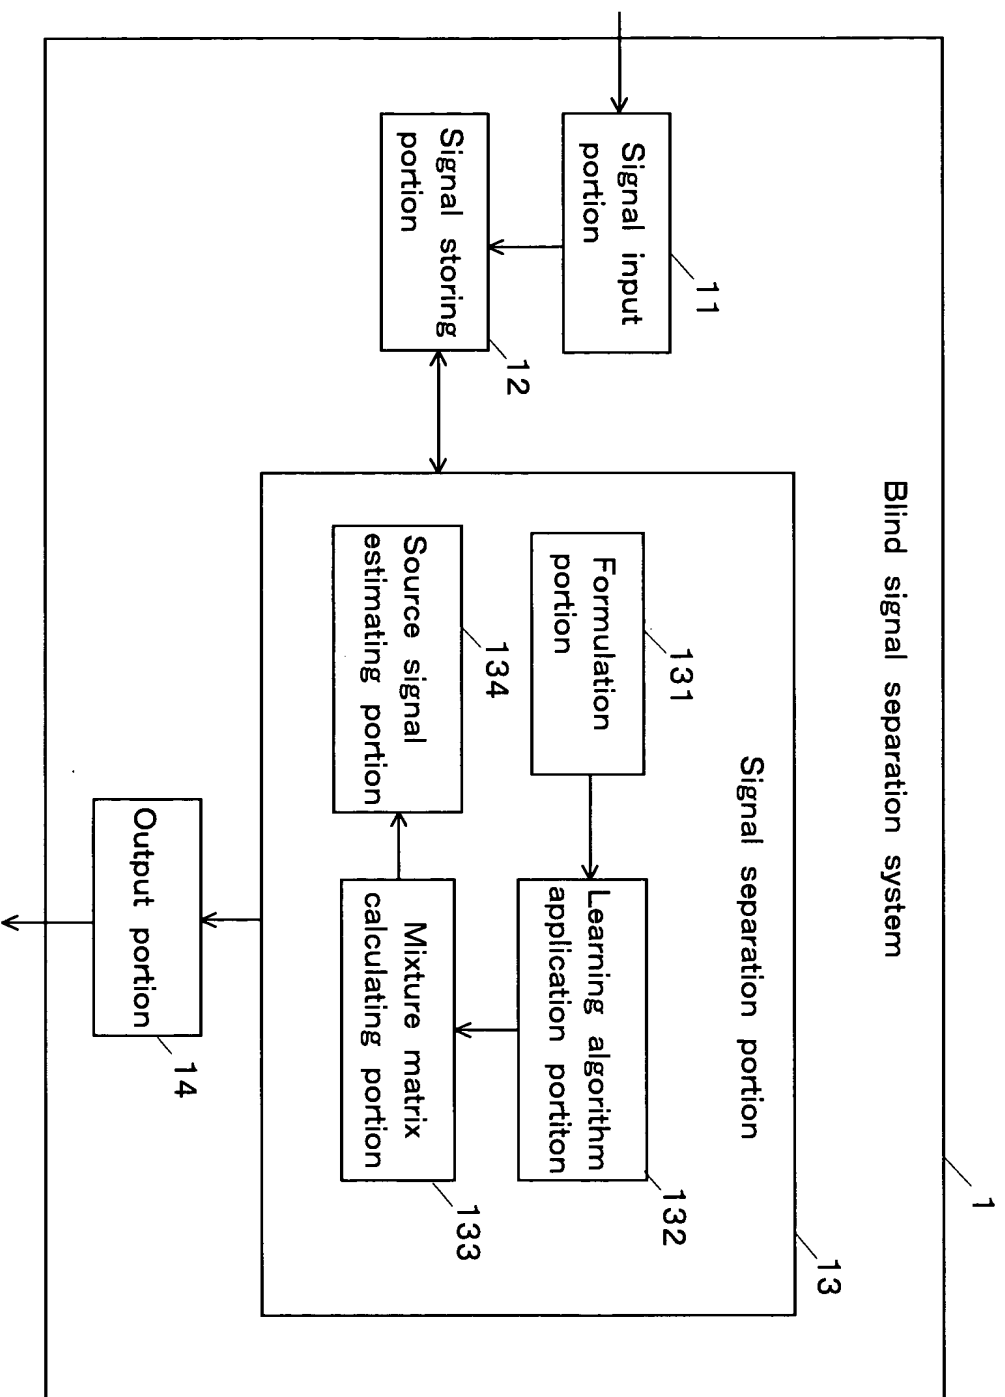 Blind signal separation system
1
Signal input
portion
11
Signal storing
portion
12
Signal separation portion
13
Formulation
portion
131
Learning algorithm
application portiton
132
Source signal
estimating portion
134
Mixture matrix
calculating portion
133
Output portion
14